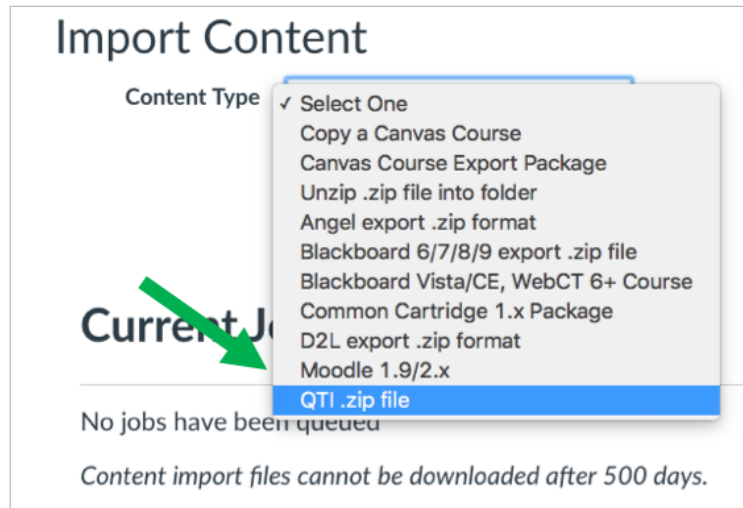 Import Content
Content Type
✓ Select One
Copy a Canvas Course
Canvas Course Export Package
Unzip .zip file into folder
Angel export .zip format
Blackboard 6/7/8/9 export .zip file
Blackboard Vista/CE, WebCT 6+ Course
Common Cartridge 1.x Package
D2L export .zip format
Moodle 1.9/2.x
QTI .zip file
Current J
No jobs have been queued
Content import files cannot be downloaded after 500 days.